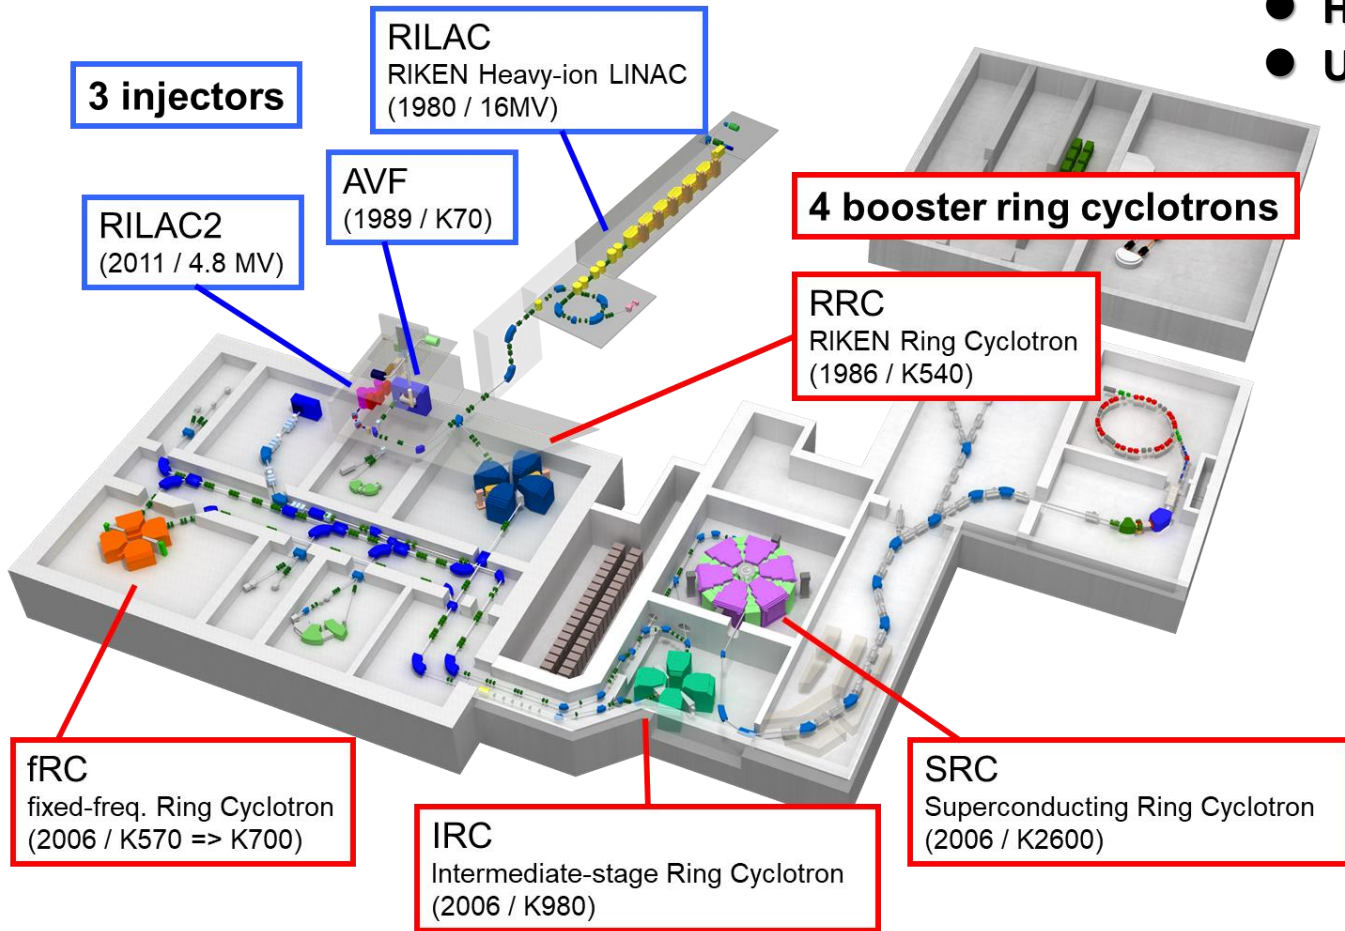 H
U
RILAC
RIKEN Heavy-ion LINAC
(1980 / 16MV)
3 injectors
AVF
(1989 / K70)
RILAC2
(2011 / 4.8 MV)
4 booster ring cyclotrons
RRC
RIKEN Ring Cyclotron
(1986 / K540)
fRC
fixed-freq. Ring Cyclotron
(2006 / K570 => K700)
IRC
Intermediate-stage Ring Cyclotron
(2006 / K980)
SRC
Superconducting Ring Cyclotron
(2006 / K2600)